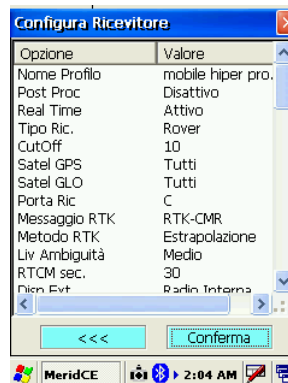 Configura Ricevitore
Opzione Valore
Nome Profilo mobile hiper pro.
Post Proc Disattivo
Real Time Attivo
Tipo Ric. Rover
CutOff 10
Satel GPS Tutti
Satel GLO Tutti
Porta Ric C
Messaggio RTK RTK-CMR
Metodo RTK Estrapolazione
Liv Ambiguità Medio
RTCM sec. 30
Disp Ext Radio Interna
<<< Conferma
MeridCE 2:04 AM